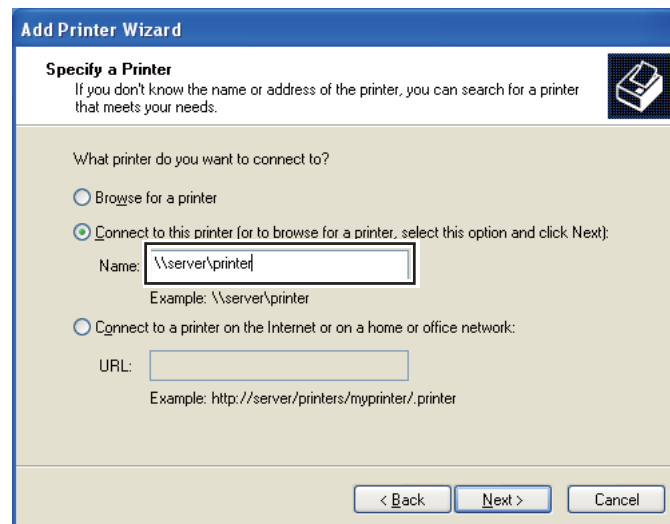 Add Printer Wizard
Specify a Printer
If you don't know the name or address of the printer, you can search for a printer
that meets your needs.
What printer do you want to connect to?
Browse for a printer
Connect to this printer (or to browse for a printer, select this option and click Next):
Name: \\server\printer
Example: \\server\printer
Connect to a printer on the Internet or on a home or office network:
URL:
Example: http://server/printers/myprinter/.printer
< Back Next > Cancel